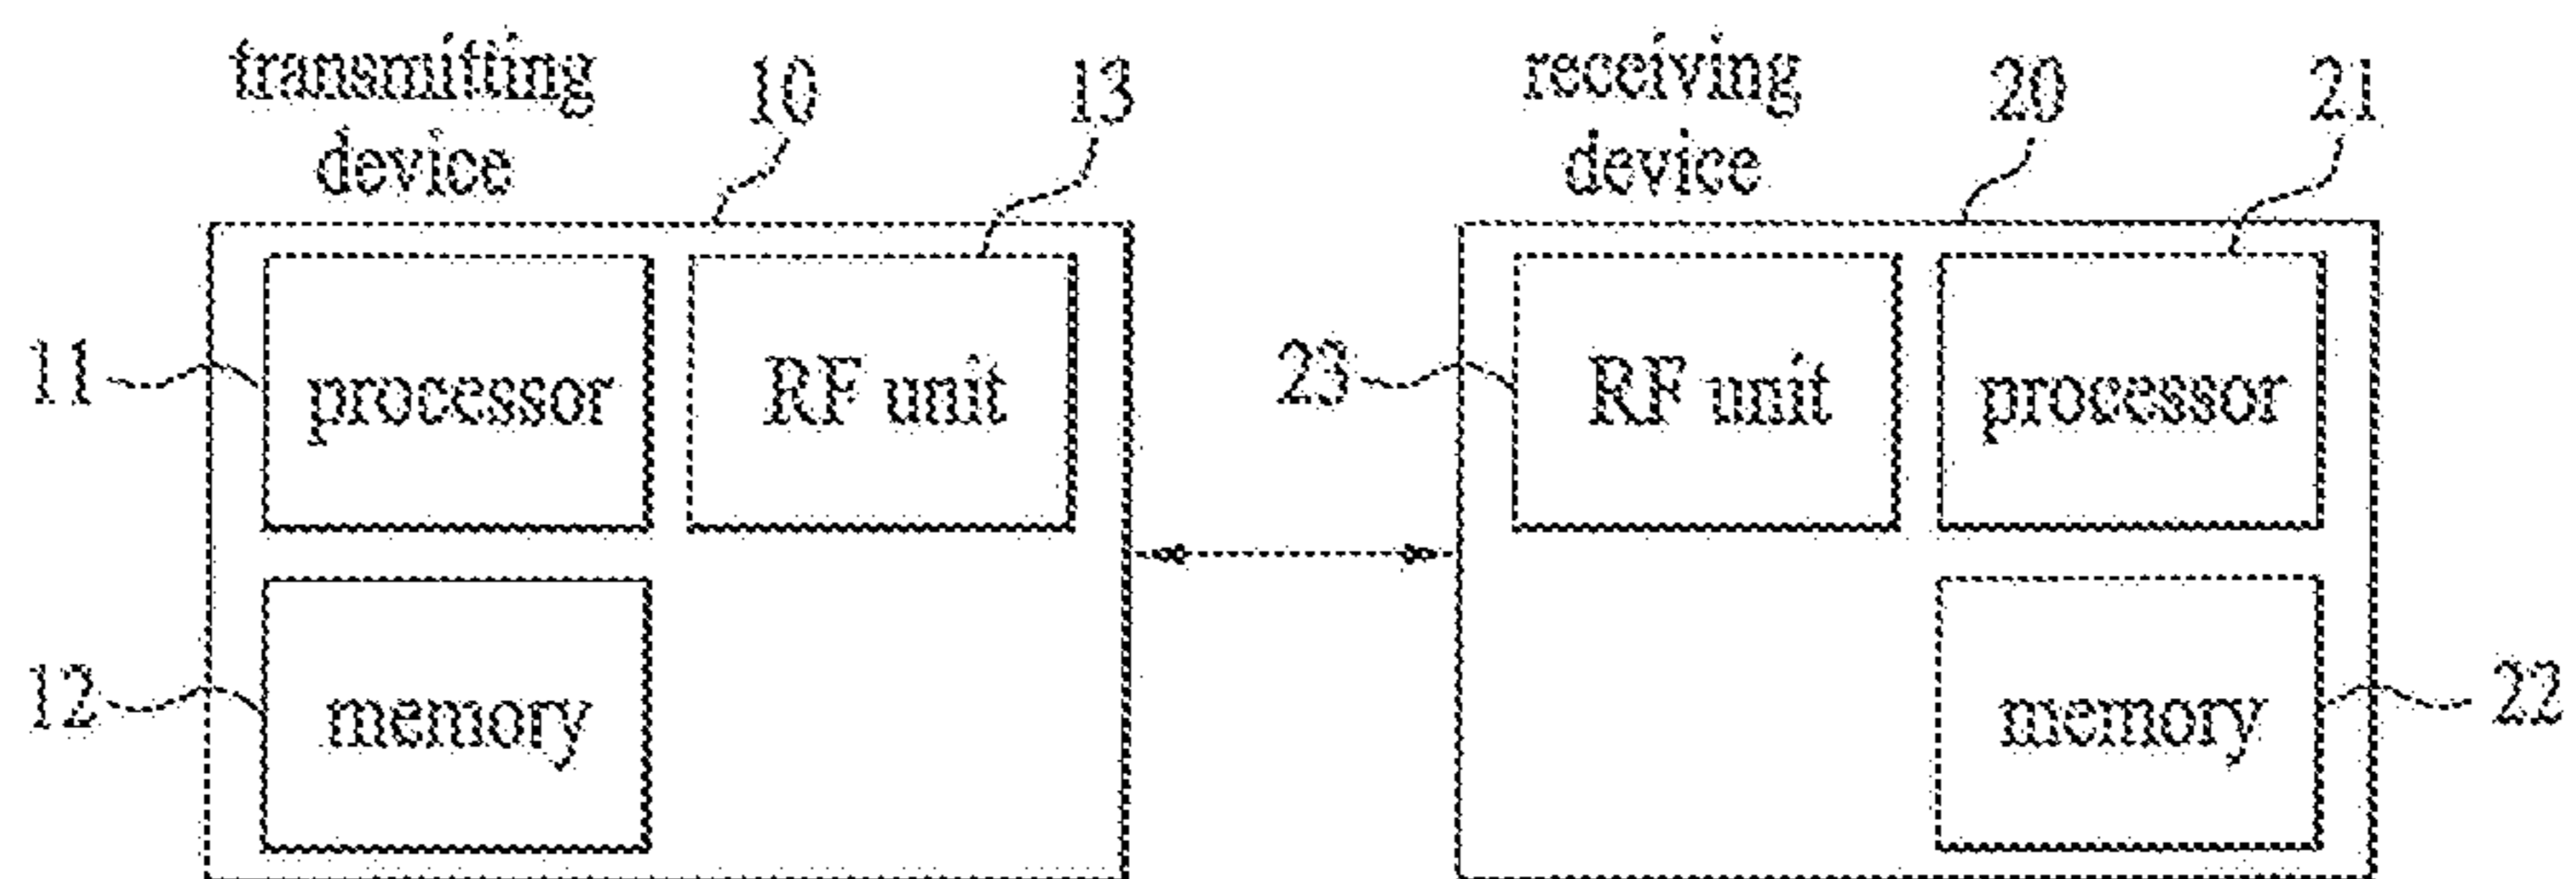 transmitting
device
10
13
receiving
device
20
21
11
processor
RF unit
23
RF unit
processor
12
memory
memory
22